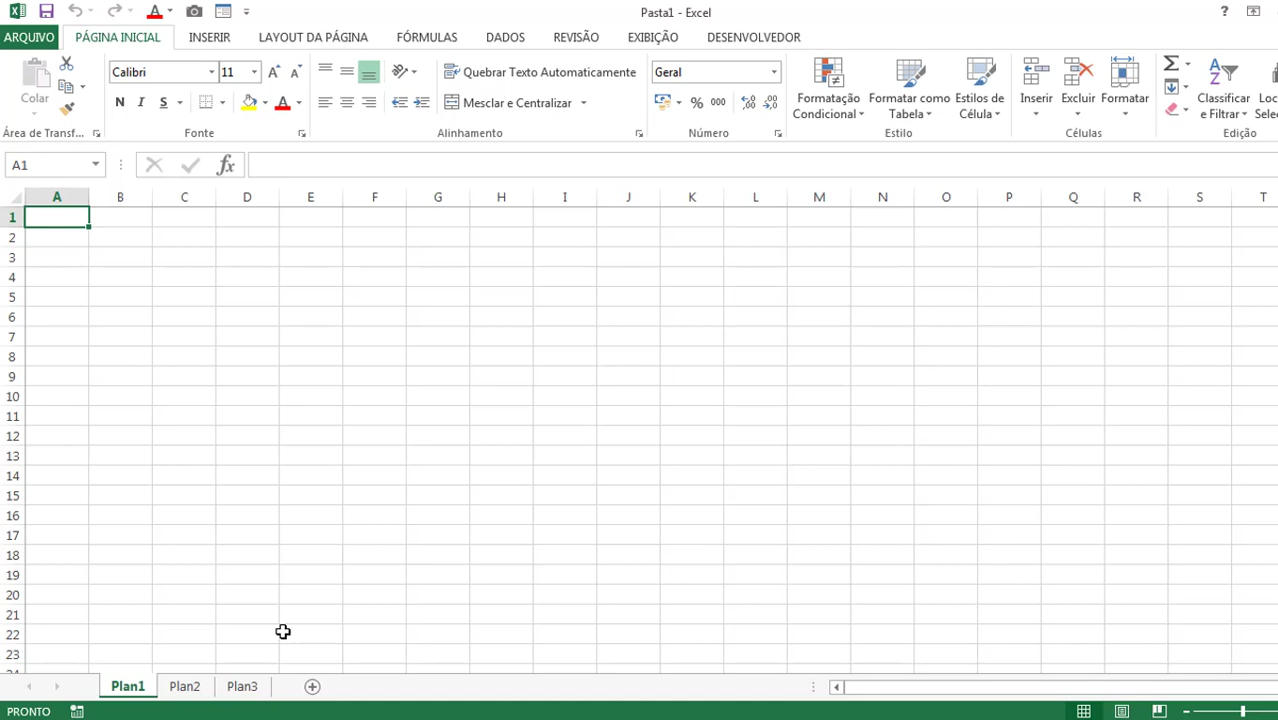 Pasta1 - Excel
ARQUIVO PÁGINA INICIAL INSERIR LAYOUT DA PÁGINA FÓRMULAS DADOS REVISÃO EXIBIÇÃO DESENVOLVEDOR
Colar
Calibri 11
Quebrar Texto Automaticamente
Geral
N I S
Mesclar e Centralizar
% 000
Formatação Condicional
Formatar como Tabela
Estilos de Célula
Inserir
Excluir
Formatar
Classificar e Filtrar
Área de Transf... Fonte Alinhamento Número Estilo Células Edição
A1 fx
A B C D E F G H I J K L M N O P Q R S T
1
2
3
4
5
6
7
8
9
10
11
12
13
14
15
16
17
18
19
20
21
22
23
Plan1 Plan2 Plan3
PRONTO